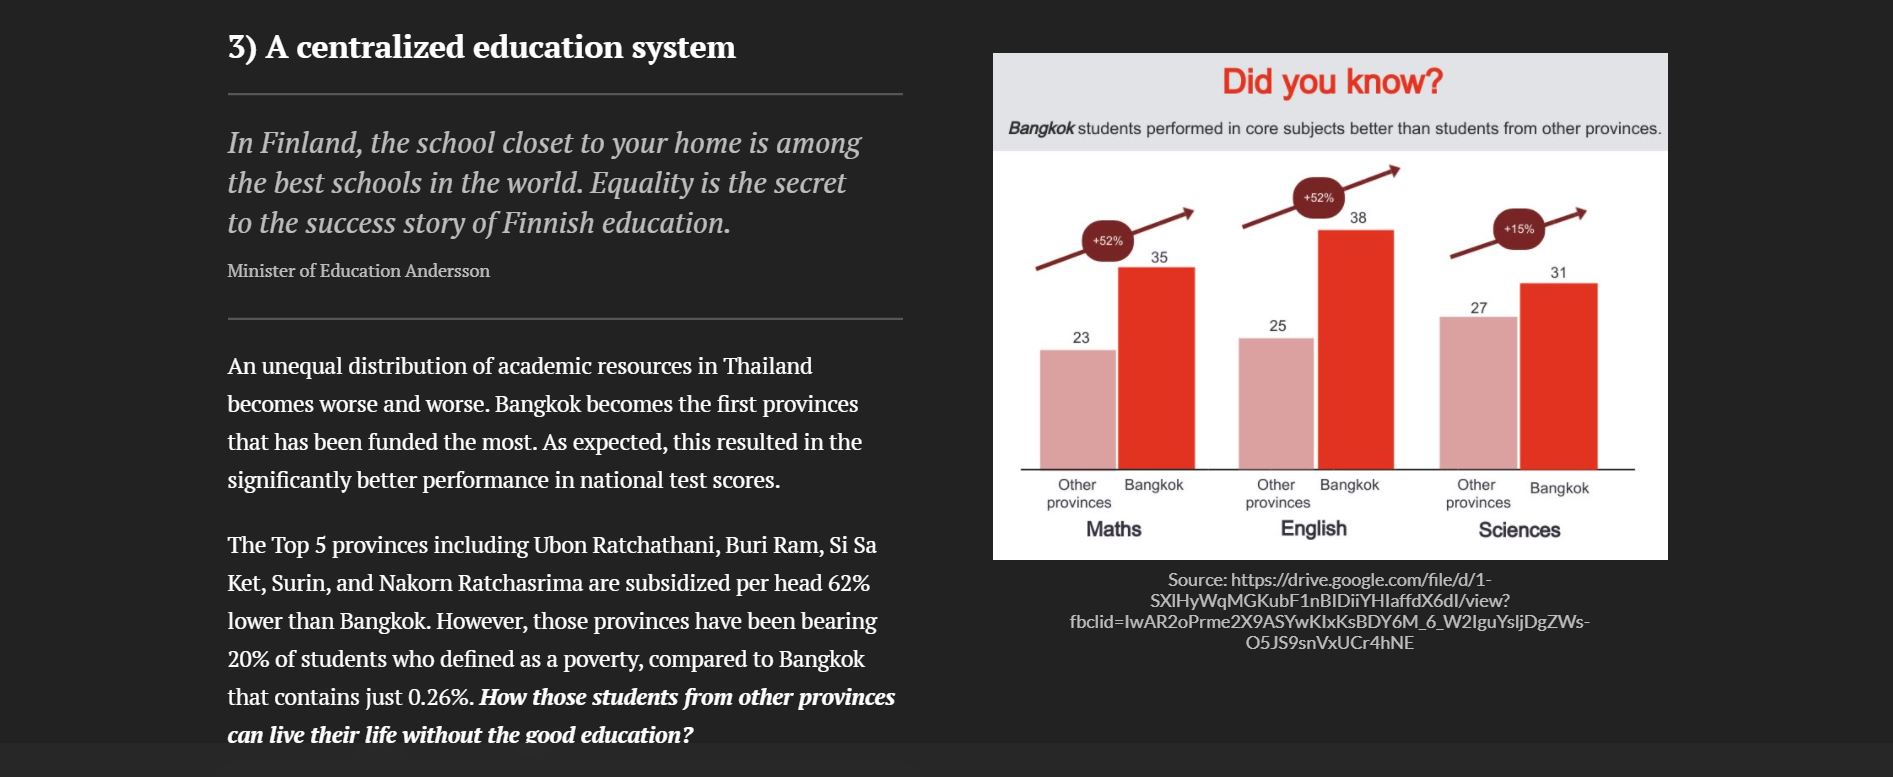 3) A centralized education system
In Finland, the school closet to your home is among
the best schools in the world. Equality is the secret
to the success story of Finnish education.
Minister of Education Andersson
An unequal distribution of academic resources in Thailand
becomes worse and worse. Bangkok becomes the first provinces
that has been funded the most. As expected, this resulted in the
significantly better performance in national test scores.
The Top 5 provinces including Ubon Ratchathani, Buri Ram, Si Sa
Ket, Surin, and Nakorn Ratchasrima are subsidized per head 62%
lower than Bangkok. However, those provinces have been bearing
20% of students who defined as a poverty, compared to Bangkok
that contains just 0.26%. How those students from other provinces
can live their life without the good education?
Did you know?
Bangkok students performed in core subjects better than students from other provinces.
+52%
23
35
Other provinces
Bangkok
Maths
+52%
25
38
Other provinces
Bangkok
English
+15%
27
31
Other provinces
Bangkok
Sciences
Source: https://drive.google.com/file/d/1-
SXlHyWqMGKubF1nBIDiiYHlaffdX6dI/view?
fbclid=IwAR2oPrme2X9ASYwKlxKsBDY6M_6_W2IguYsljDgZWs-
O5JS9snVxUCr4hNE